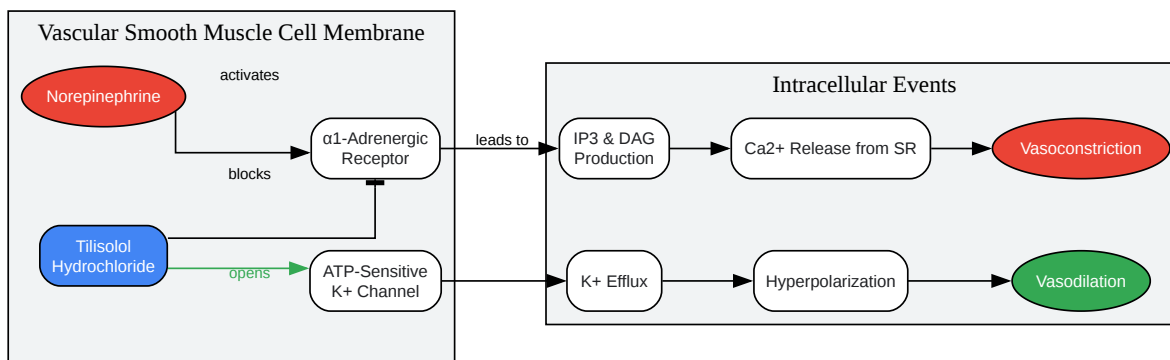 Vascular Smooth Muscle Cell Membrane
Norepinephrine
activates
α1-Adrenergic
Receptor
blocks
Tilisolol
Hydrochloride
opens
ATP-Sensitive
K+ Channel
leads to
Intracellular Events
IP3 & DAG
Production
Ca2+ Release from SR
Vasoconstriction
K+ Efflux
Hyperpolarization
Vasodilation